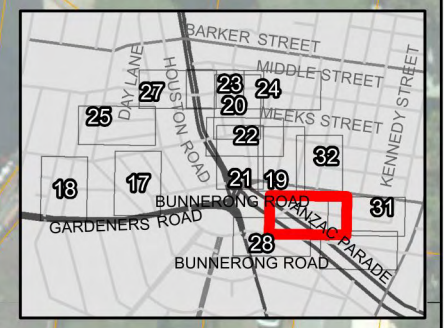 BARKER STREET
MIDDLE STREET
DAY LANE
HOUSTON ROAD
KENNEDY STREET
23
24
27
20
25
MEEKS STREET
22
32
18
17
21
19
BUNNERONG ROAD
31
GARDENERS ROAD
ANZAC PARADE
28
BUNNERONG ROAD